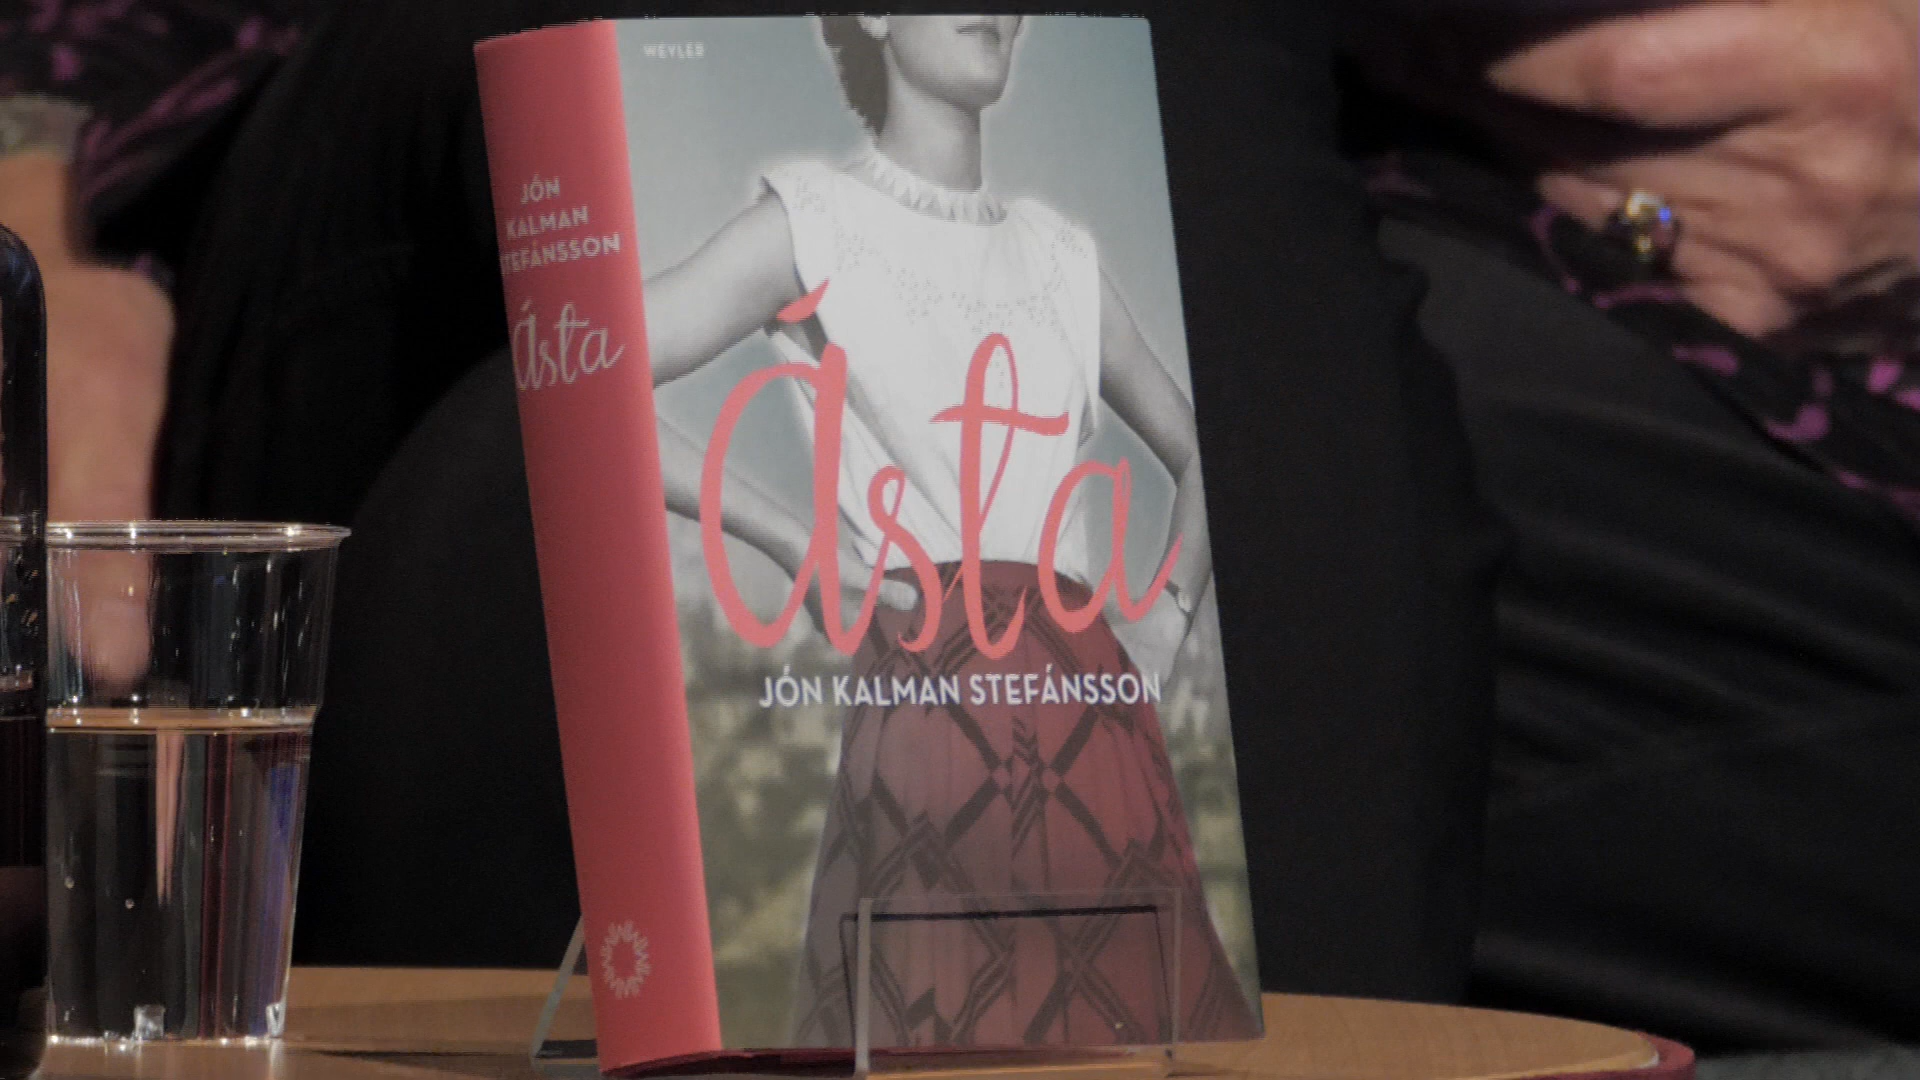 JÓN
KALMAN
STEFÁNSSON
Ásta
WEYLER
Ásta
JÓN KALMAN STEFÁNSSON